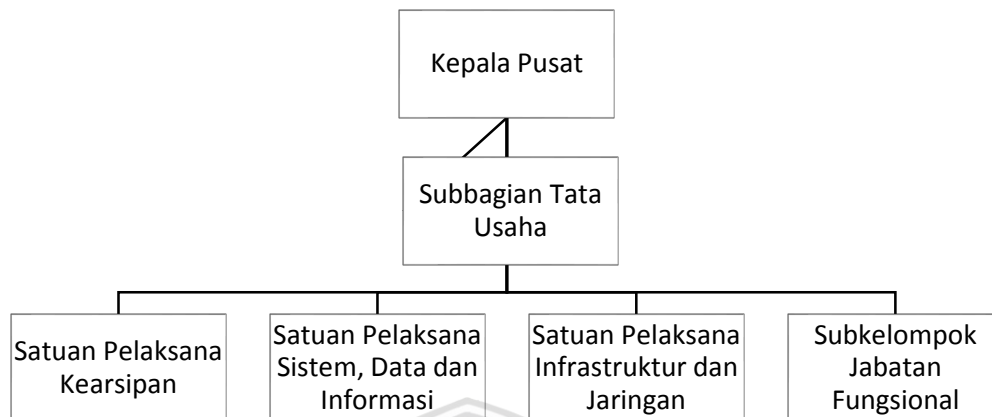 Kepala Pusat
Subbagian Tata
Usaha
Satuan Pelaksana
Kearsipan
Satuan Pelaksana
Sistem, Data dan
Informasi
Satuan Pelaksana
Infrastruktur dan
Jaringan
Subkelompok
Jabatan
Fungsional